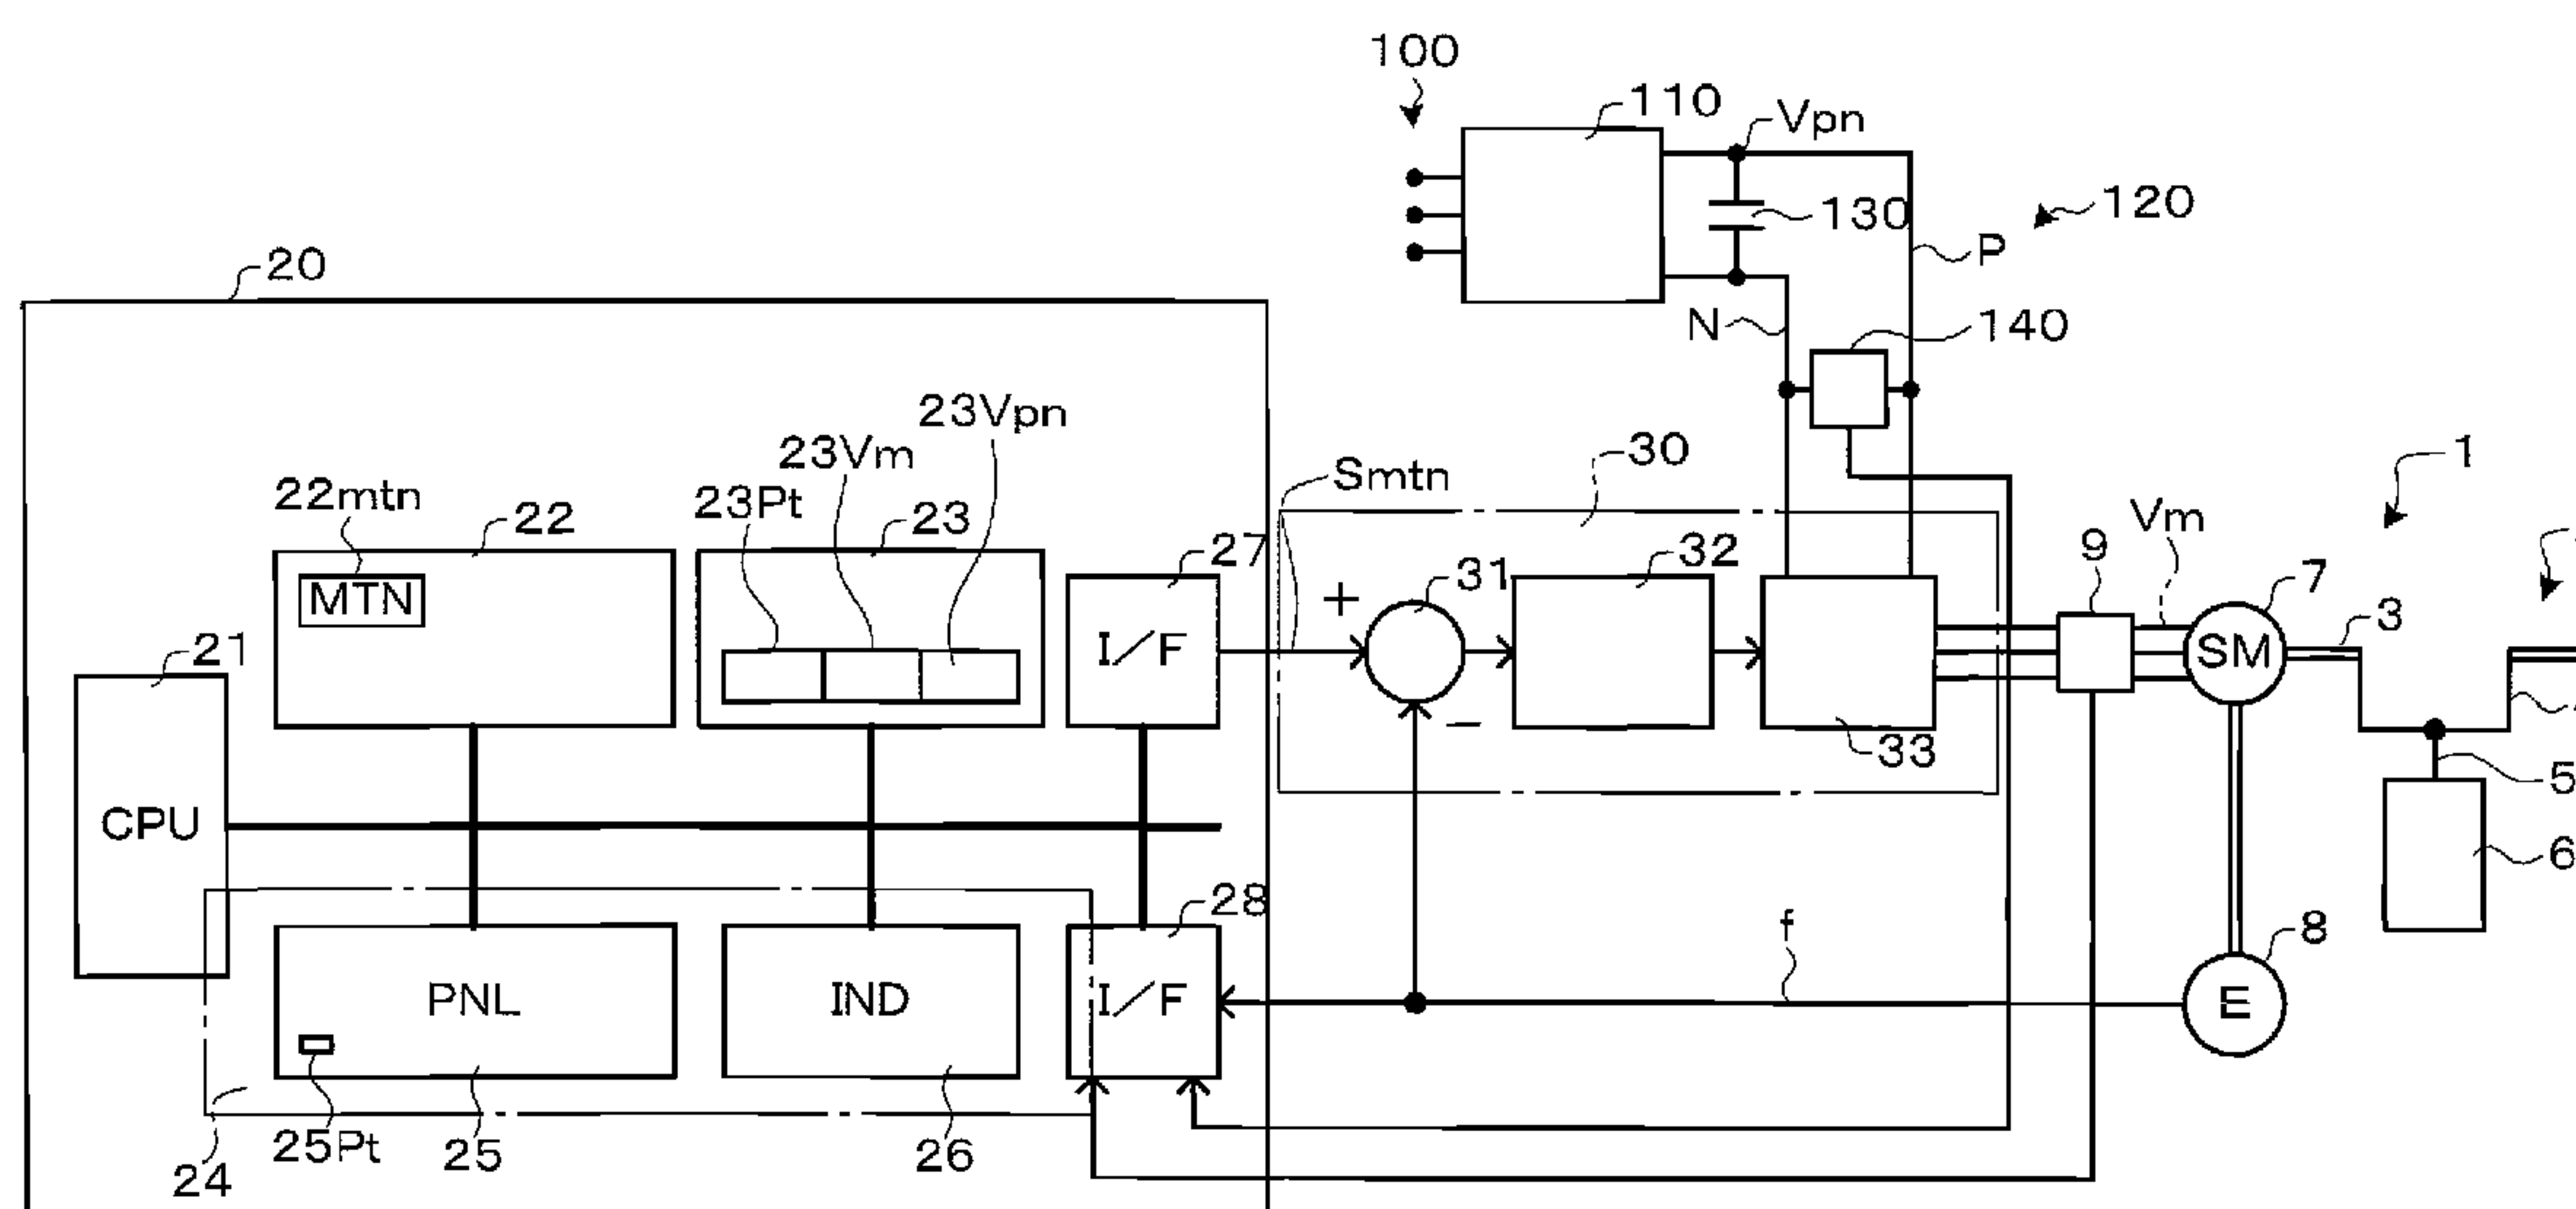 100
110
Vpn
130
120
P
20
N
140
23Vpn
23Vm
30
1
Smtn
22mtn
22
23Pt
23
Vm
27
32
9
7
MTN
31
+
3
21
I/F
SM
−
33
5
CPU
6
28
f
8
PNL
IND
I/F
E
25Pt
25
26
24